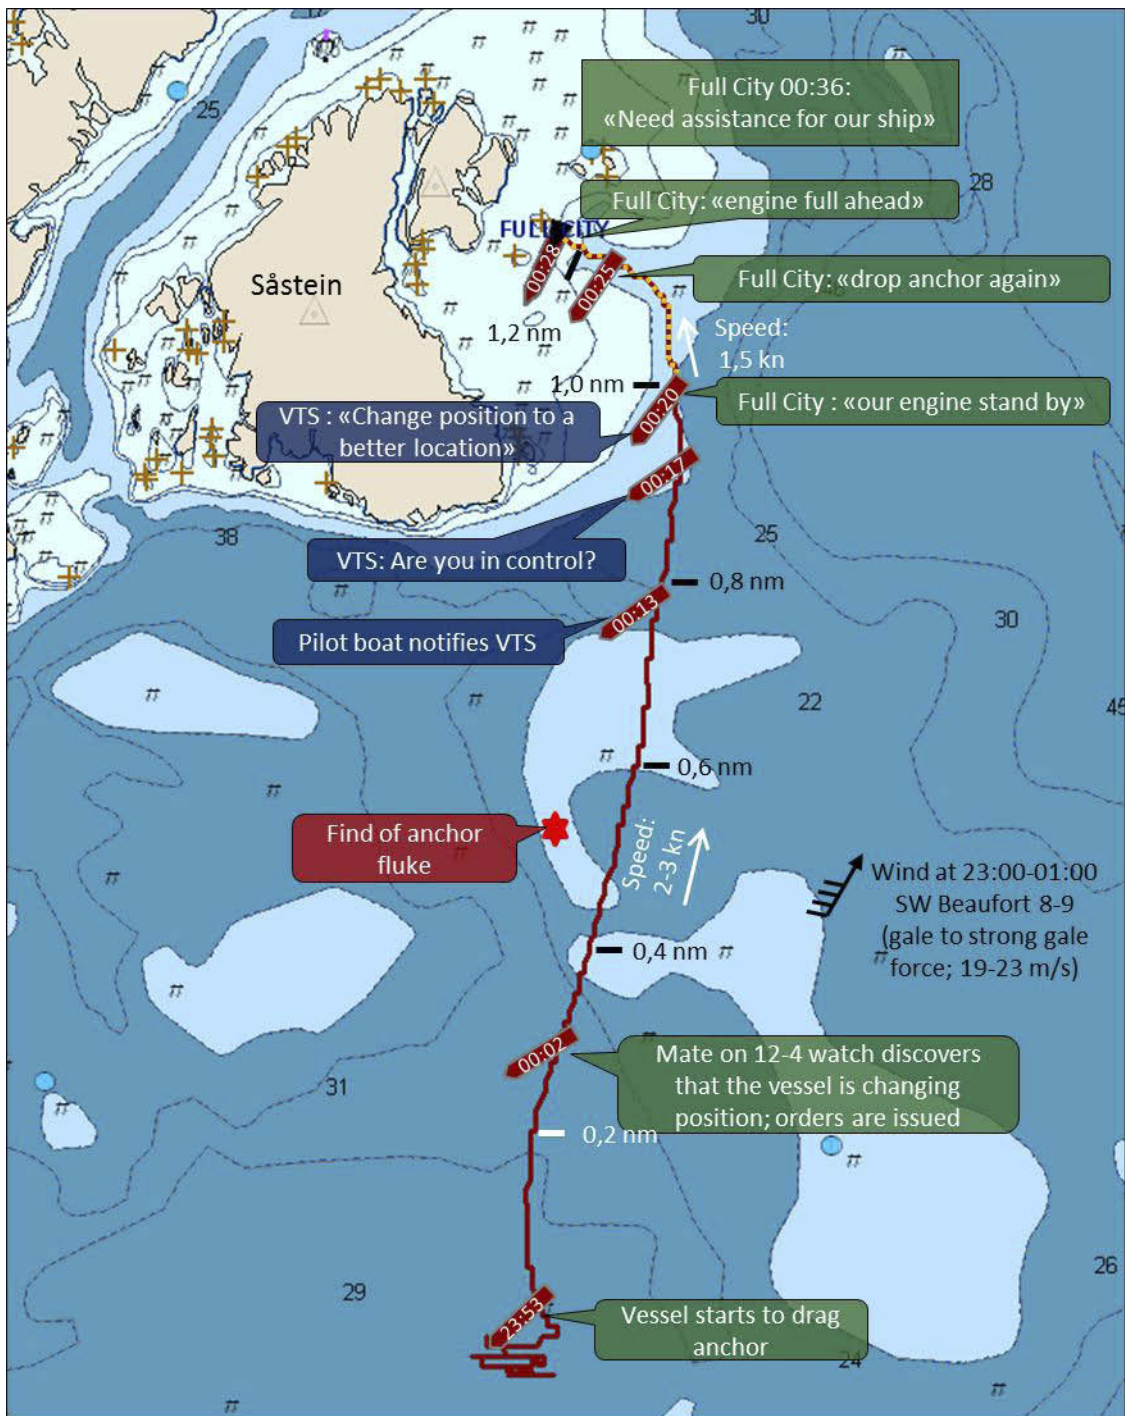 30
Full City 00:36:
«Need assistance for our ship»
25
28
Full City: «engine full ahead»
FULL CITY
00:28
00:25
Full City: «drop anchor again»
Såstein
1,2 nm
Speed:
1,5 kn
1,0 nm
00:20
Full City : «our engine stand by»
VTS : «Change position to a
better location»
00:17
38
25
VTS: Are you in control?
0,8 nm
00:13
30
Pilot boat notifies VTS
22
45
0,6 nm
Find of anchor
fluke
Speed:
2-3 kn
Wind at 23:00-01:00
SW Beaufort 8-9
(gale to strong gale
force; 19-23 m/s)
0,4 nm
00:02
Mate on 12-4 watch discovers
that the vessel is changing
position; orders are issued
31
0,2 nm
26
29
23:53
Vessel starts to drag
anchor
24